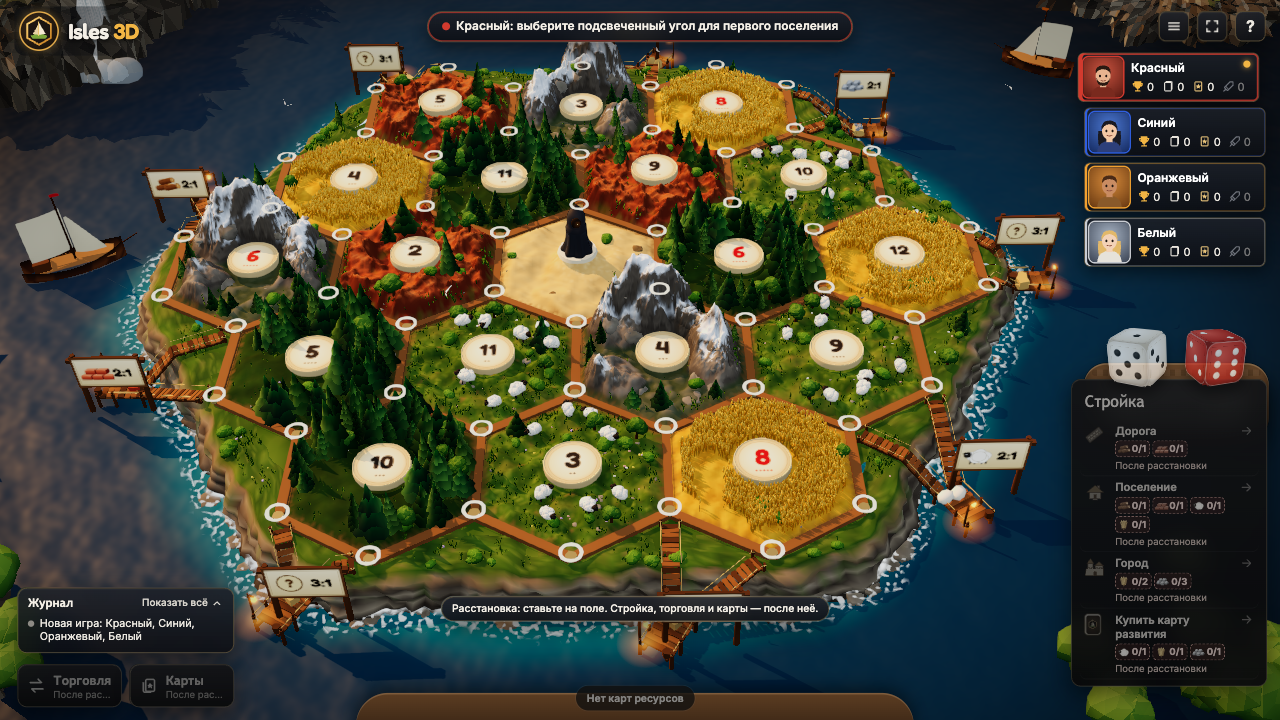 Isles 3D
Красный: выберите подсвеченный угол для первого поселения
?
Красный
0 0 0 0
Синий
0 0 0 0
Оранжевый
0 0 0 0
Белый
0 0 0 0
? 3:1
2:1
2:1
? 3:1
2:1
2:1
? 3:1
5
3
8
4
11
9
10
6
2
6
12
5
11
4
9
10
3
8
Стройка
Дорога
0/1 0/1
После расстановки
Поселение
0/1 0/1 0/1
0/1
После расстановки
Город
0/2 0/3
После расстановки
Купить карту
развития
0/1 0/1 0/1
После расстановки
Журнал
Показать всё
Новая игра: Красный, Синий,
Оранжевый, Белый
Торговля
После рас...
Карты
После рас...
Расстановка: ставьте на поле. Стройка, торговля и карты — после неё.
Нет карт ресурсов